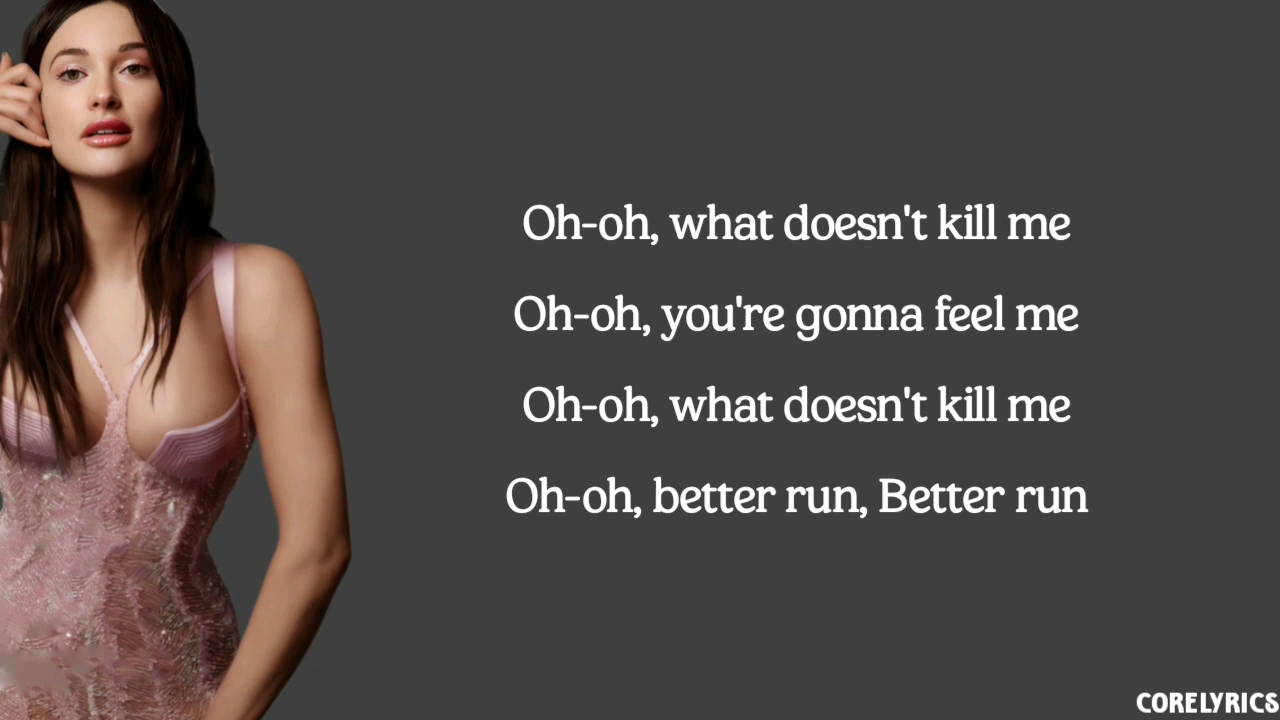 Oh-oh, what doesn't kill me
Oh-oh, you're gonna feel me
Oh-oh, what doesn't kill me
Oh-oh, better run, Better run
CORELYRICS